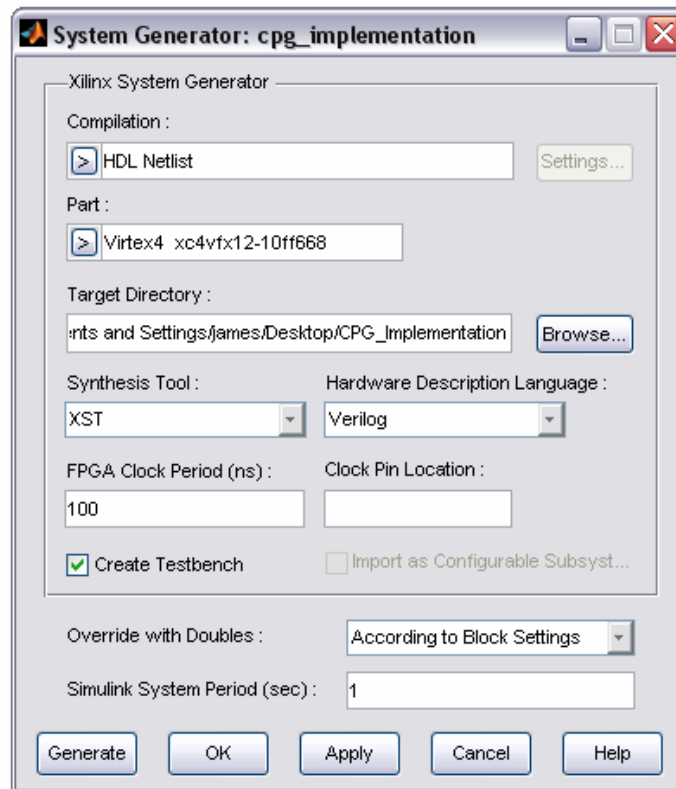 System Generator: cpg_implementation
Xilinx System Generator
Compilation :
> HDL Netlist Settings...
Part :
> Virtex4 xc4vfx12-10ff668
Target Directory :
ents and Settings/james/Desktop/CPG_Implementation Browse...
Synthesis Tool : Hardware Description Language :
XST Verilog
FPGA Clock Period (ns) : Clock Pin Location :
100
Create Testbench Import as Configurable Subsyst...
Override with Doubles : According to Block Settings
Simulink System Period (sec) : 1
Generate OK Apply Cancel Help